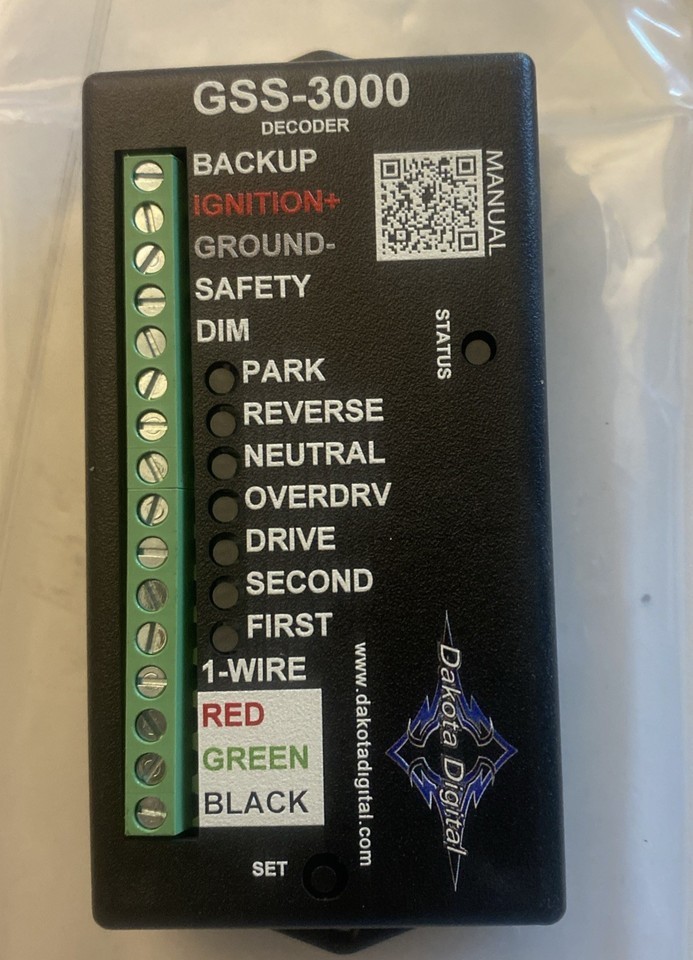 GSS-3000
DECODER
BACKUP
IGNITION+
GROUND-
SAFETY
DIM
PARK
REVERSE
NEUTRAL
OVERDRV
DRIVE
SECOND
FIRST
1-WIRE
RED
GREEN
BLACK
SET
MANUAL
STATUS
www.dakotadigital.com
Dakota Digital